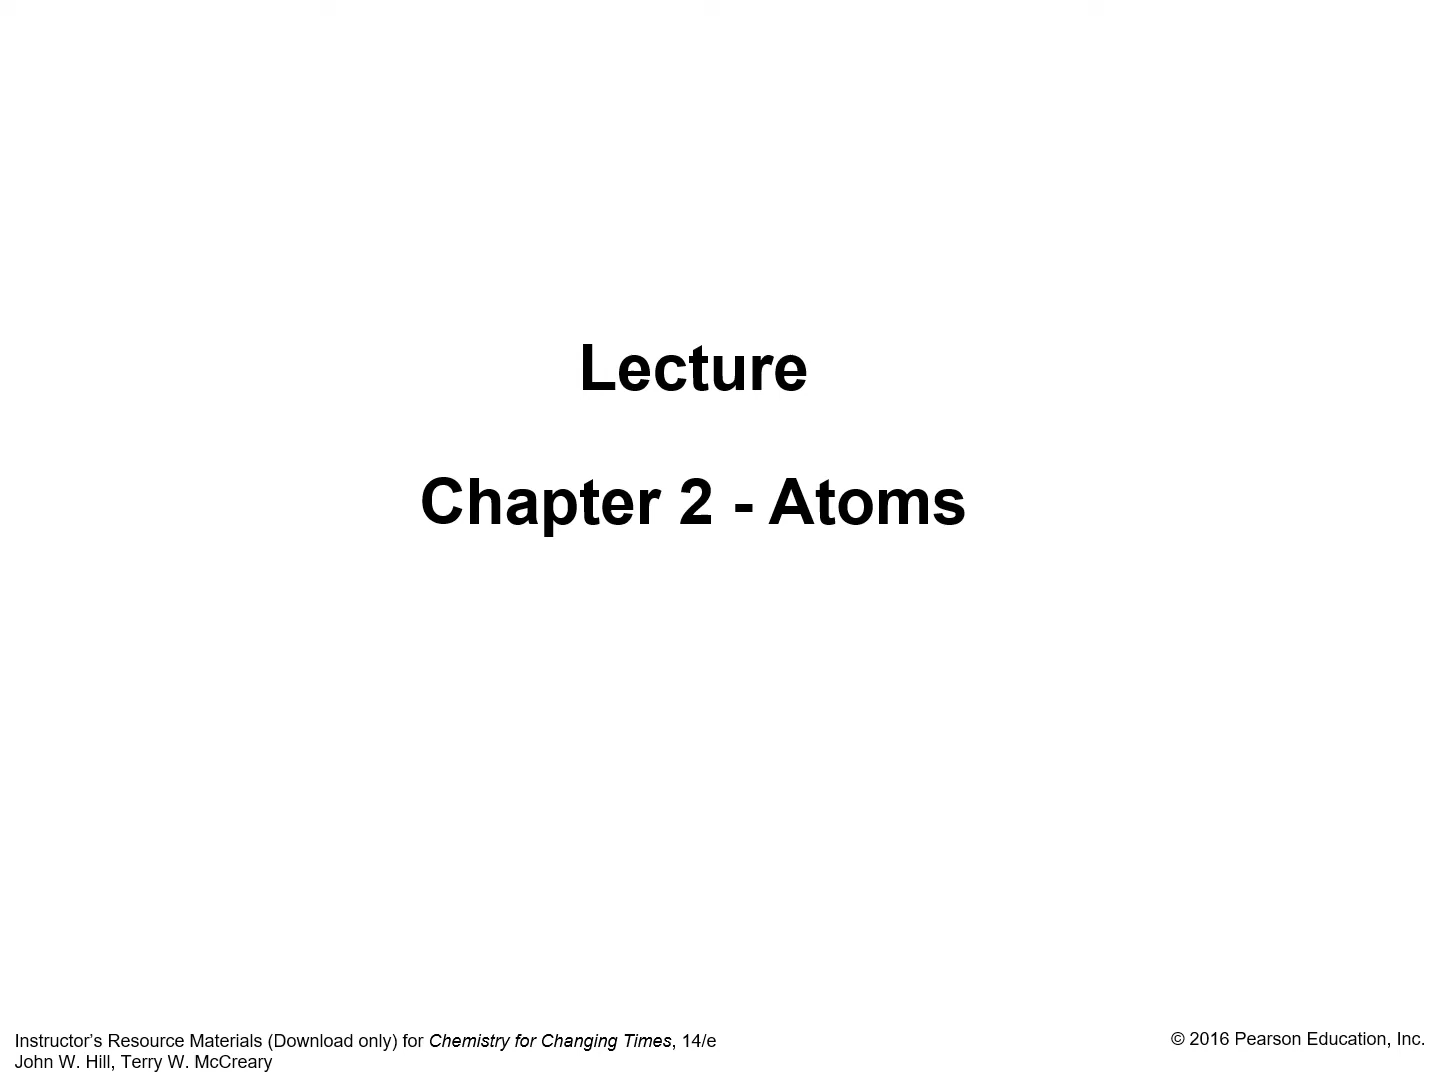 Lecture
Chapter 2 - Atoms
Instructor’s Resource Materials (Download only) for Chemistry for Changing Times, 14/e
John W. Hill, Terry W. McCreary
© 2016 Pearson Education, Inc.